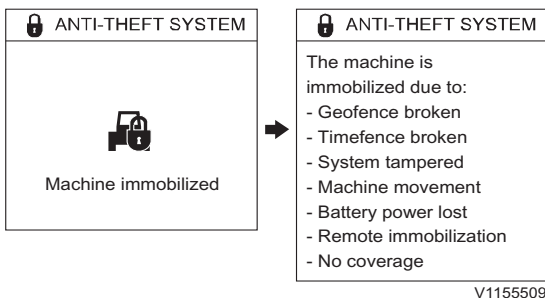 ANTI-THEFT SYSTEM
Machine immobilized
ANTI-THEFT SYSTEM
The machine is
immobilized due to:
- Geofence broken
- Timefence broken
- System tampered
- Machine movement
- Battery power lost
- Remote immobilization
- No coverage
V1155509